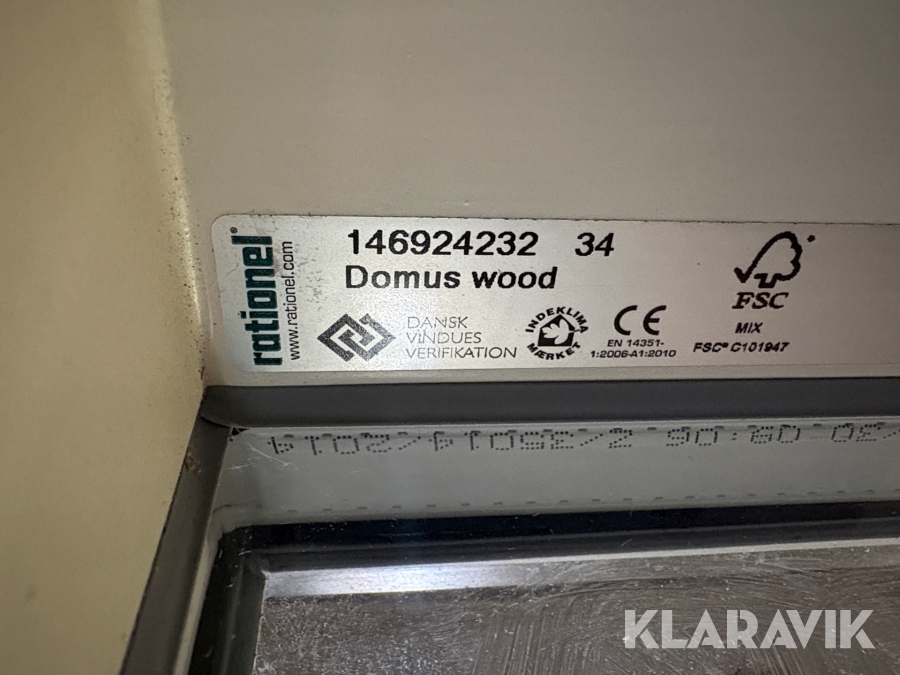 rationel
www.rationel.com
146924232 34
Domus wood
DANSK
VINDUES
VERIFIKATION
INDEKLIMA
MÆRKET
CE
EN 14351-
1:2006-A1:2010
FSC
MIX
FSC® C101947
KLARAVIK